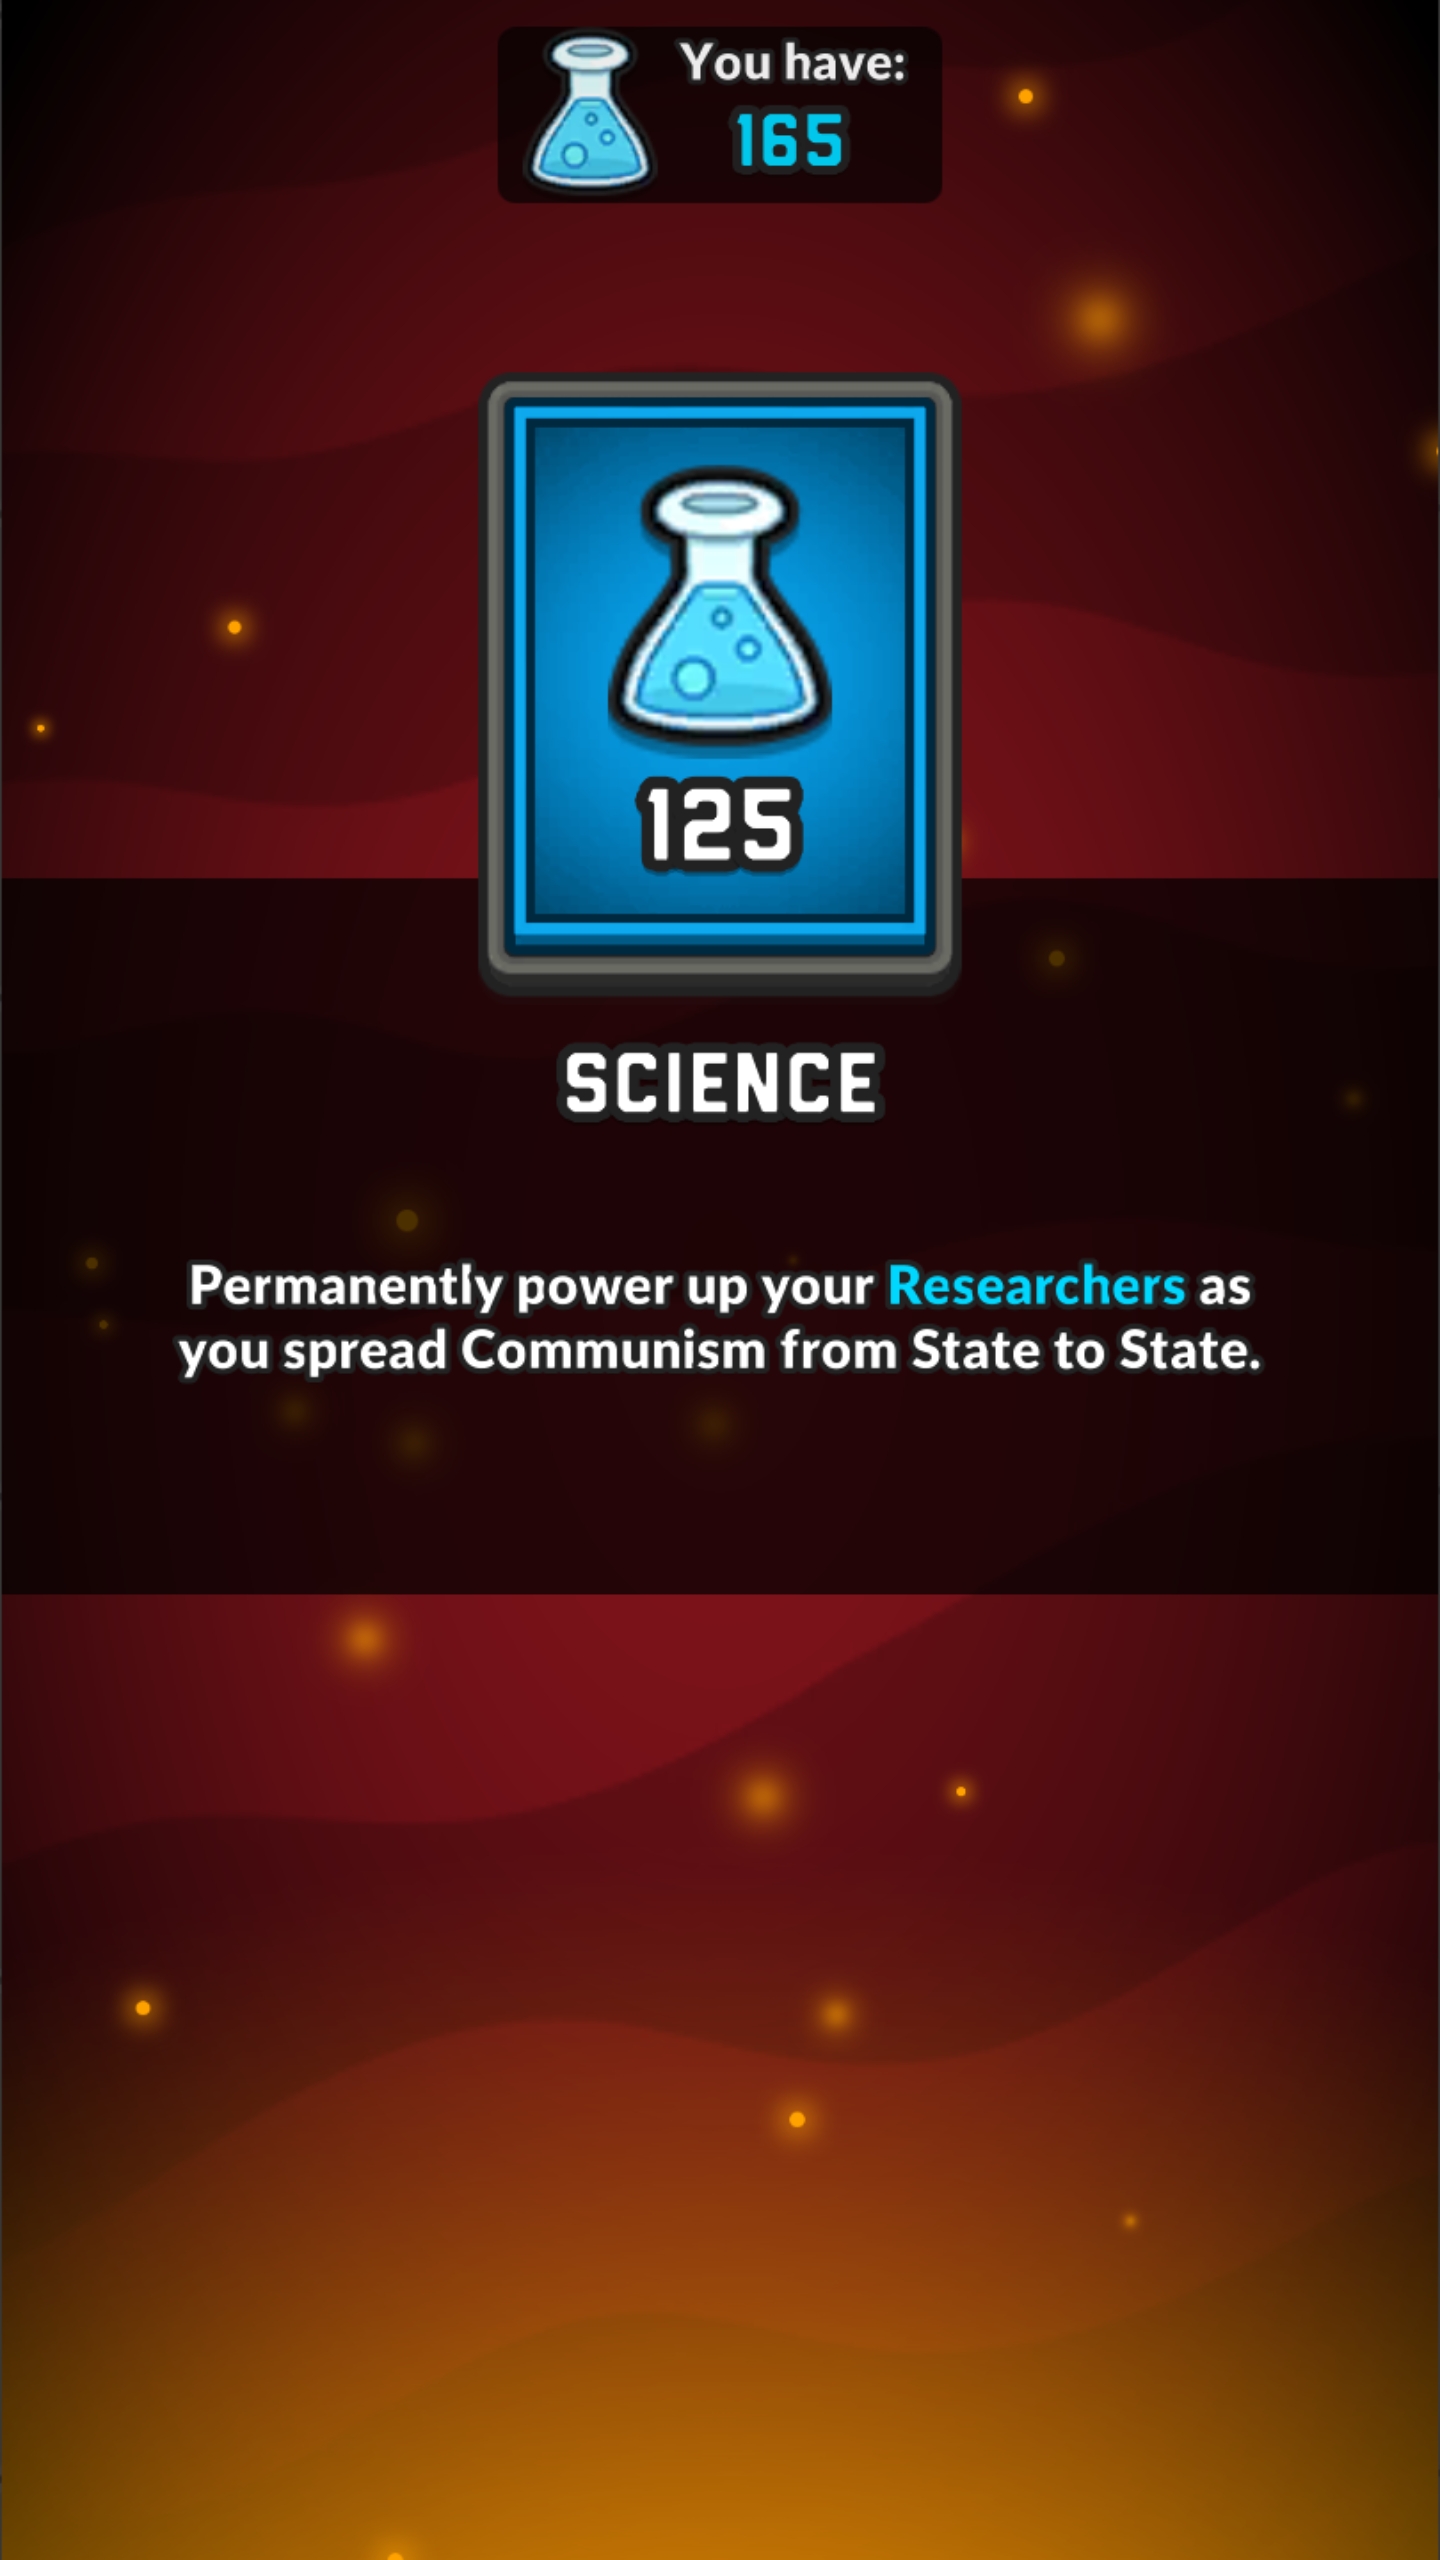 You have:
165
125
SCIENCE
Permanently power up your Researchers as
you spread Communism from State to State.